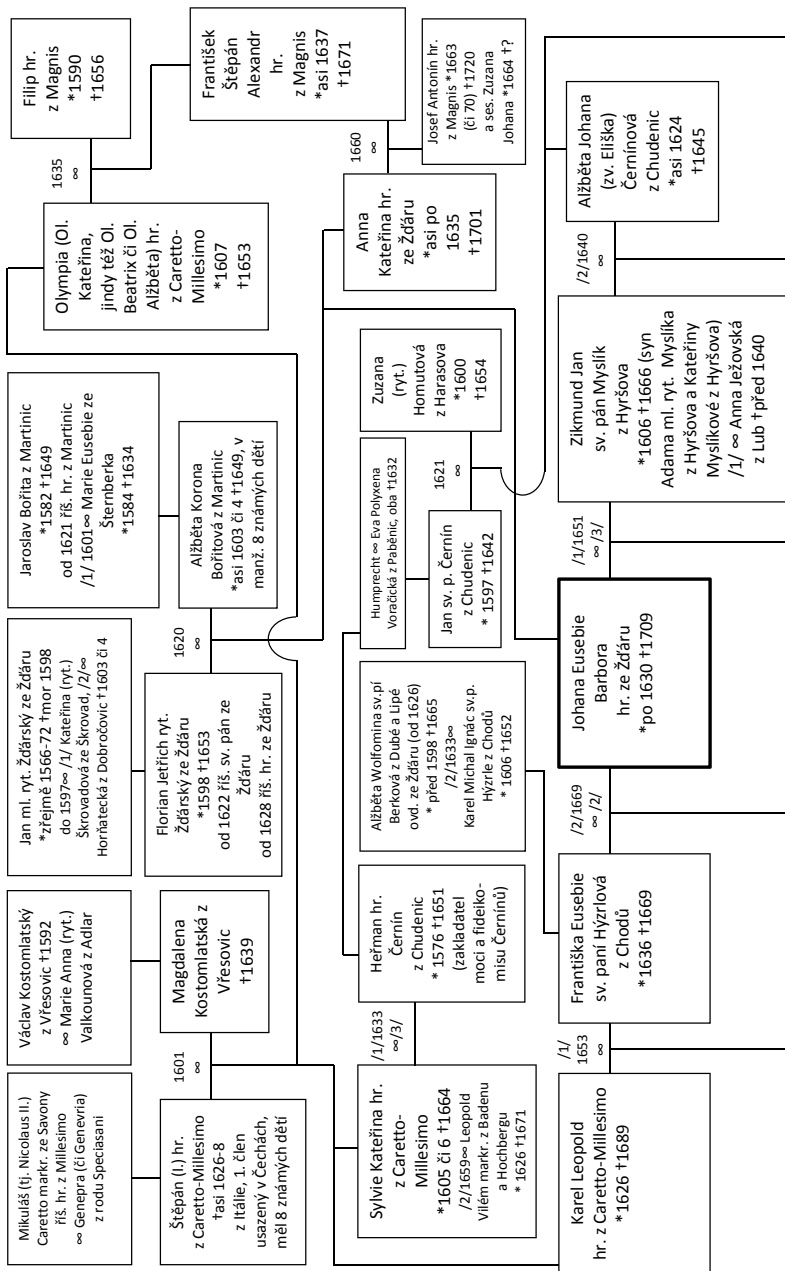 Mikuláš (tj. Nicolaus II.)
Caretto markr. ze Savony
říš. hr. z Millesimo
∞ Genepra (či Genevria)
z rodu Speciasani
Václav Kostomlatský
z Vřesovic †1592
∞ Marie Anna (ryt.)
Valkounová z Adlar
Jan ml. ryt. Žďárský ze Žďáru
*zřejmě 1566-72 †mor 1598
do 1597∞ /1/ Kateřina (ryt.)
Škrovadová ze Škrovad, /2/∞
Horňatecká z Dobročovic †1603 či 4
Jaroslav Bořita z Martinic
*1582 †1649
od 1621 říš. hr. z Martinic
/1/ 1601∞ Marie Eusebie ze
Šternberka
*1584 †1634
Olympia (Ol.
Kateřina,
jindy též Ol.
Beatrix či Ol.
Alžběta) hr.
z Caretto-
Millesimo
*1607
†1653
1635
∞
Filip hr.
z Magnis
*1590
†1656
Štěpán (I.) hr.
z Caretto-Millesimo
†asi 1626-8
z Itálie, 1. člen
usazený v Čechách,
měl 8 známých dětí
1601
∞
Magdalena
Kostomlatská z
Vřesovic
†1639
Florian Jetřich ryt.
Žďárský ze Žďáru
*1598 †1653
od 1622 říš. sv. pán ze
Žďáru
od 1628 říš. hr. ze Žďáru
1620
∞
Alžběta Korona
Bořitová z Martinic
*asi 1603 či 4 †1649, v
manž. 8 známých dětí
František
Štěpán
Alexandr
hr.
z Magnis
*asi 1637
†1671
Sylvie Kateřina hr.
z Caretto-
Millesimo
*1605 či 6 †1664
/2/1659∞ Leopold
Vilém markr. z Badenu
a Hochbergu
* 1626 †1671
/1/1633
∞/3/
Heřman hr.
Černín
z Chudenic
* 1576 †1651
(zakladatel
moci a fideiko-
misu Černínů)
Alžběta Wolfomina sv.pí
Berková z Dubé a Lipé
ovd. ze Žďáru (od 1626)
* před 1598 †1665
/2/1633∞
Karel Michal Ignác sv.p.
Hýzrle z Chodů
* 1606 †1652
Humprecht ∞ Eva Polyxena
Voračická z Paběnic, oba †1632
Jan sv. p. Černín
z Chudenic
* 1597 †1642
1621
∞
Zuzana
(ryt.)
Homutová
z Harasova
*1600
†1654
Anna
Kateřina hr.
ze Žďáru
*asi po
1635
†1701
1660
∞
Josef Antonín hr.
z Magnis *1663
(či 70) †1720
a ses. Zuzana
Johana *1664 †?
Karel Leopold
hr. z Caretto-Millesimo
*1626 †1689
/1/
1653
∞
Františka Eusebie
sv. paní Hýzrlová
z Chodů
*1636 †1669
/2/1669
∞ /2/
Johana Eusebie
Barbora
hr. ze Žďáru
*po 1630 †1709
/1/1651
∞ /3/
Zikmund Jan
sv. pán Myslík
z Hyršova
*1606 †1666 (syn
Adama ml. ryt. Myslíka
z Hyršova a Kateřiny
Myslíkové z Hyršova)
/1/ ∞ Anna Ježovská
z Lub †před 1640
/2/1640
∞
Alžběta Johana
(zv. Eliška)
Černínová
z Chudenic
*asi 1624
†1645